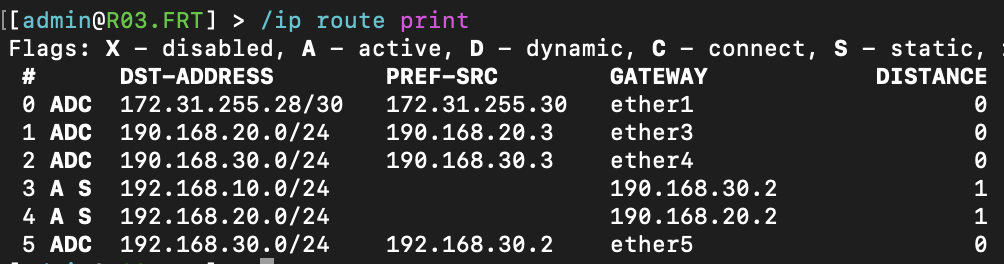 [[admin@R03.FRT] > /ip route print
Flags: X - disabled, A - active, D - dynamic, C - connect, S - static,
# DST-ADDRESS PREF-SRC GATEWAY DISTANCE
0 ADC 172.31.255.28/30 172.31.255.30 ether1 0
1 ADC 190.168.20.0/24 190.168.20.3 ether3 0
2 ADC 190.168.30.0/24 190.168.30.3 ether4 0
3 A S 192.168.10.0/24 190.168.30.2 1
4 A S 192.168.20.0/24 190.168.20.2 1
5 ADC 192.168.30.0/24 192.168.30.2 ether5 0